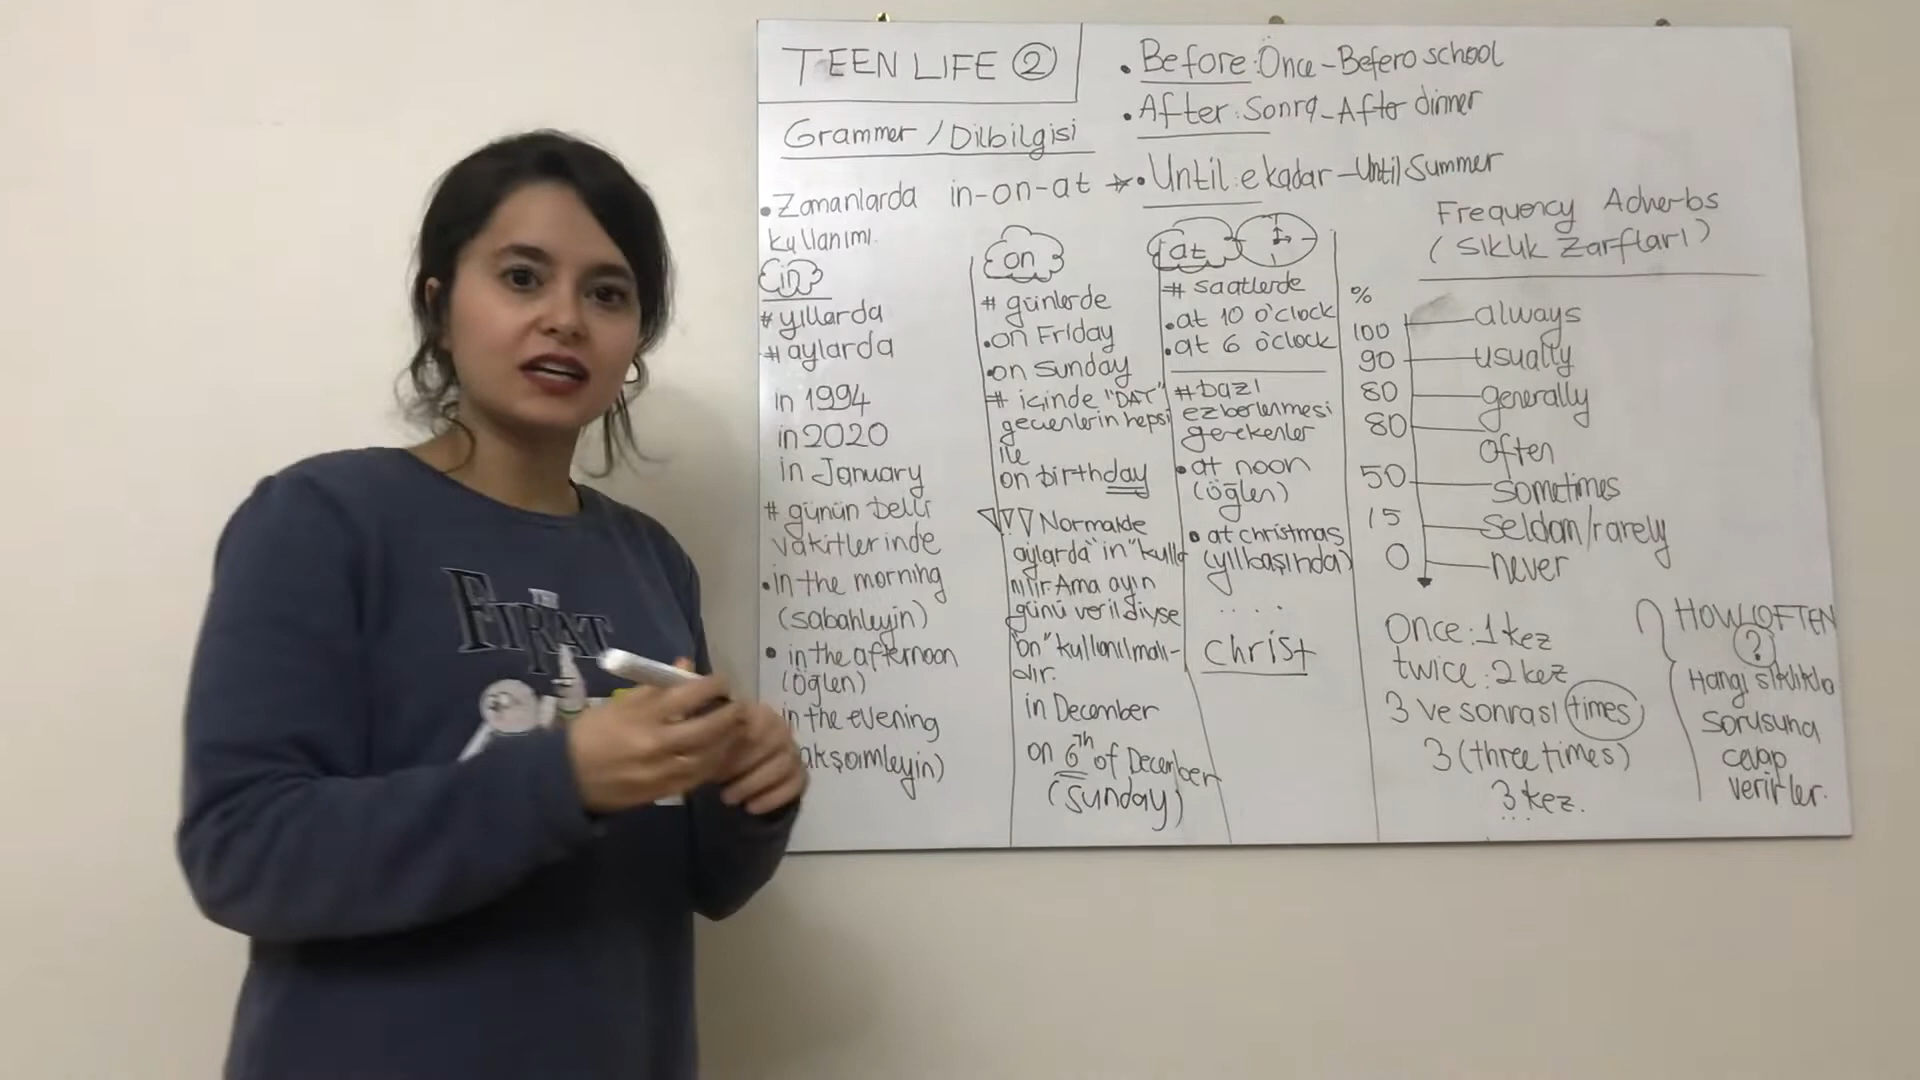 TEEN LIFE 2
Grammer / Dilbilgisi
• Before: Önce - Befero school
• After: Sonra - After dinner
• Until: e kadar - Until Summer
• Zamanlarda in-on-at
kullanımı.
in
# yıllarda
# aylarda
in 1994
in 2020
in January
# günün belli
vakitlerinde
• in the morning
(sabahleyin)
• in the afternoon
(öğlen)
in the evening
akşamleyin)
on
# günlerde
• on Friday
• on sunday
# içinde "DAY"
geçenlerin hepsi
ile
on birthday
Normalde
aylarda "in" kulla
nılır. Ama ayın
günü verildiyse
"on" kullanılmalı-
dır.
in December
on 6th of December
(sunday)
at
# saatlerde
• at 10 o'clock
• at 6 o'clock
# bazı
ezberlenmesi
gerekenler
• at noon
(öğlen)
• at christmas
(yılbaşında)
....
christ
Frequency Adverbs
(sıklık zarfları)
%
100 always
90 usually
80 generally
80 often
50 sometimes
15 seldom/rarely
0 never
Once: 1 kez
twice: 2 kez
3 ve sonrası times
3 (three times)
3 kez.
...
HOW OFTEN
?
Hangi sıklıkla
sorusuna
cevap
verirler.
THE
FIRAT